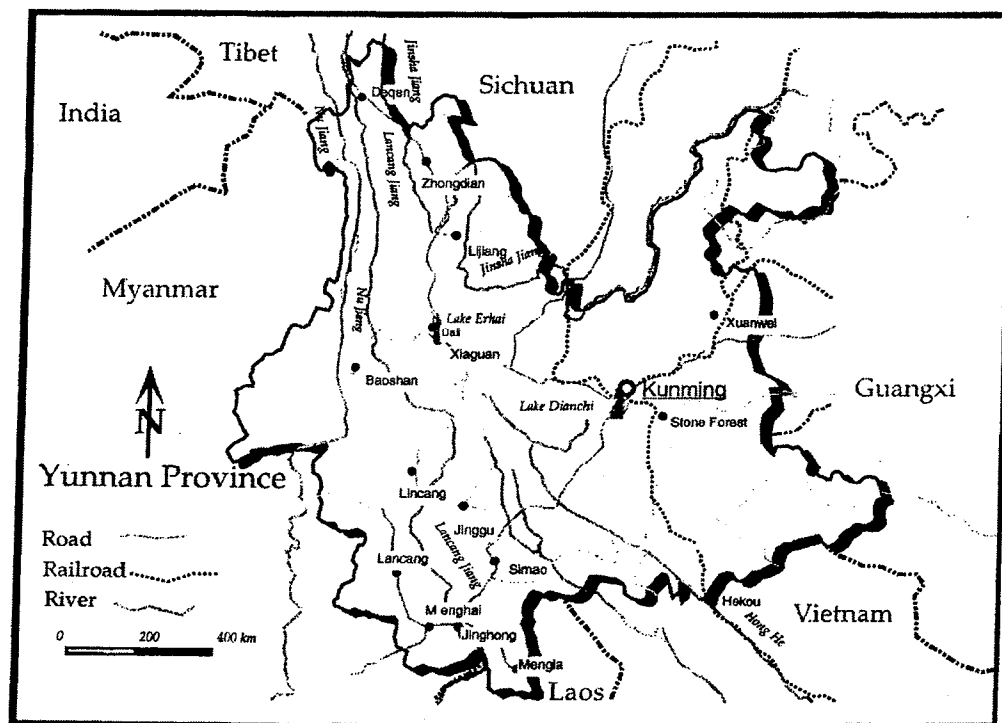 Tibet
Sichuan
India
Jinsha Jiang
Deqen
Nu Jiang
Lancang Jiang
Zhongdian
Lijiang
Jinsha Jiang
Myanmar
Nu Jiang
Lake Erhai
Dali
Xiaguan
Xuanwei
Baoshan
Kunming
Guangxi
Lake Dianchi
Stone Forest
N
Yunnan Province
Lincang
Jinggu
Road
Lancang
Lancang Jiang
Simao
Railroad
River
Menghai
Hekou
Vietnam
Hong He
0 200 400 km
Jinghong
Mengla
Laos